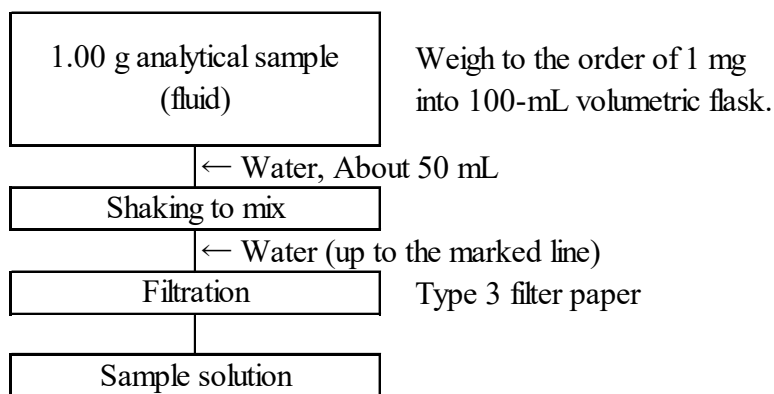 1.00 g analytical sample
(fluid)
Weigh to the order of 1 mg
into 100-mL volumetric flask.
← Water, About 50 mL
Shaking to mix
← Water (up to the marked line)
Filtration
Type 3 filter paper
Sample solution